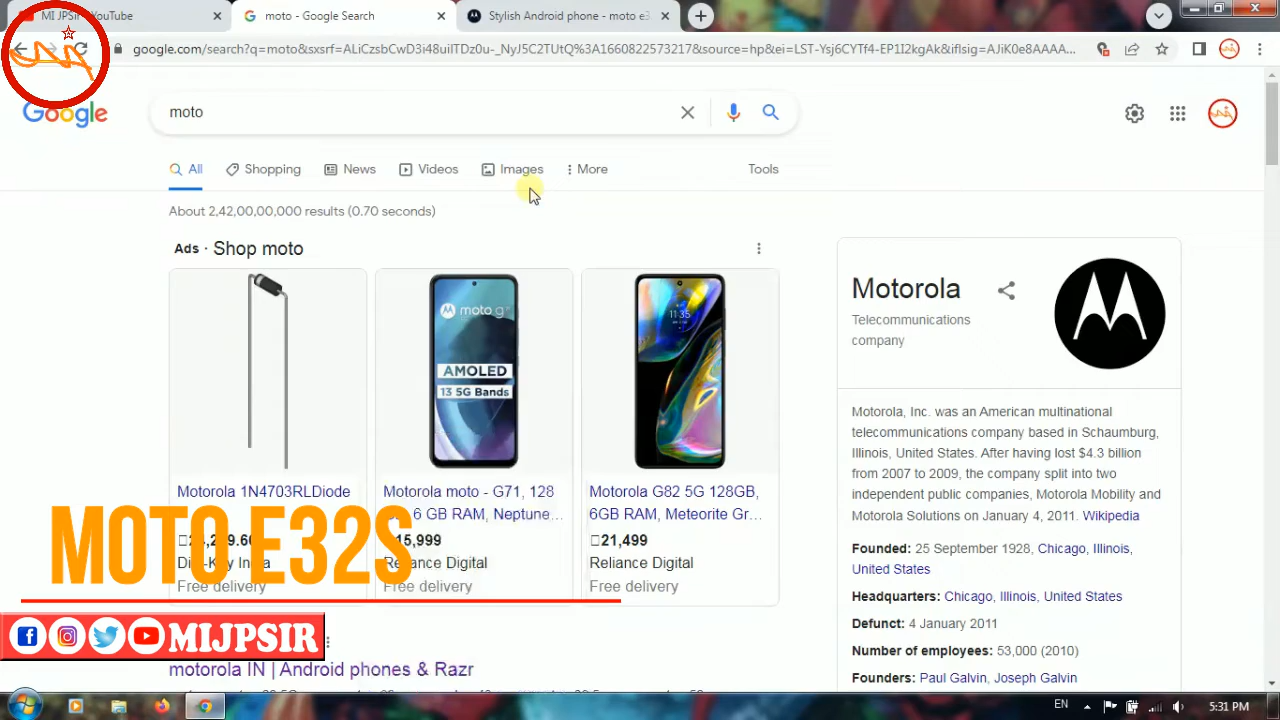 MI JPSir - YouTube
moto - Google Search
Stylish Android phone - moto e3
google.com/search?q=moto&sxsrf=ALiCzsbCwD3i48uilTDz0u-_NyJ5C2TUtQ%3A1660822573217&source=hp&ei=LST-Ysj6CYTf4-EP1I2kgAk&iflsig=AJiK0e8AAAA...
Google
moto
All
Shopping
News
Videos
Images
More
Tools
About 2,42,00,00,000 results (0.70 seconds)
Ads · Shop moto
moto g
AMOLED
13 5G Bands
11:35
Motorola 1N4703RLDiode
Motorola moto - G71, 128
6 GB RAM, Neptune...
15,999
Reliance Digital
Free delivery
Motorola G82 5G 128GB,
6GB RAM, Meteorite Gr...
21,499
Reliance Digital
Free delivery
Free delivery
MOTO E32S
MIJPSIR
motorola IN | Android phones & Razr
Motorola
Telecommunications
company
Motorola, Inc. was an American multinational
telecommunications company based in Schaumburg,
Illinois, United States. After having lost $4.3 billion
from 2007 to 2009, the company split into two
independent public companies, Motorola Mobility and
Motorola Solutions on January 4, 2011. Wikipedia
Founded: 25 September 1928, Chicago, Illinois,
United States
Headquarters: Chicago, Illinois, United States
Defunct: 4 January 2011
Number of employees: 53,000 (2010)
Founders: Paul Galvin, Joseph Galvin
EN
5:31 PM